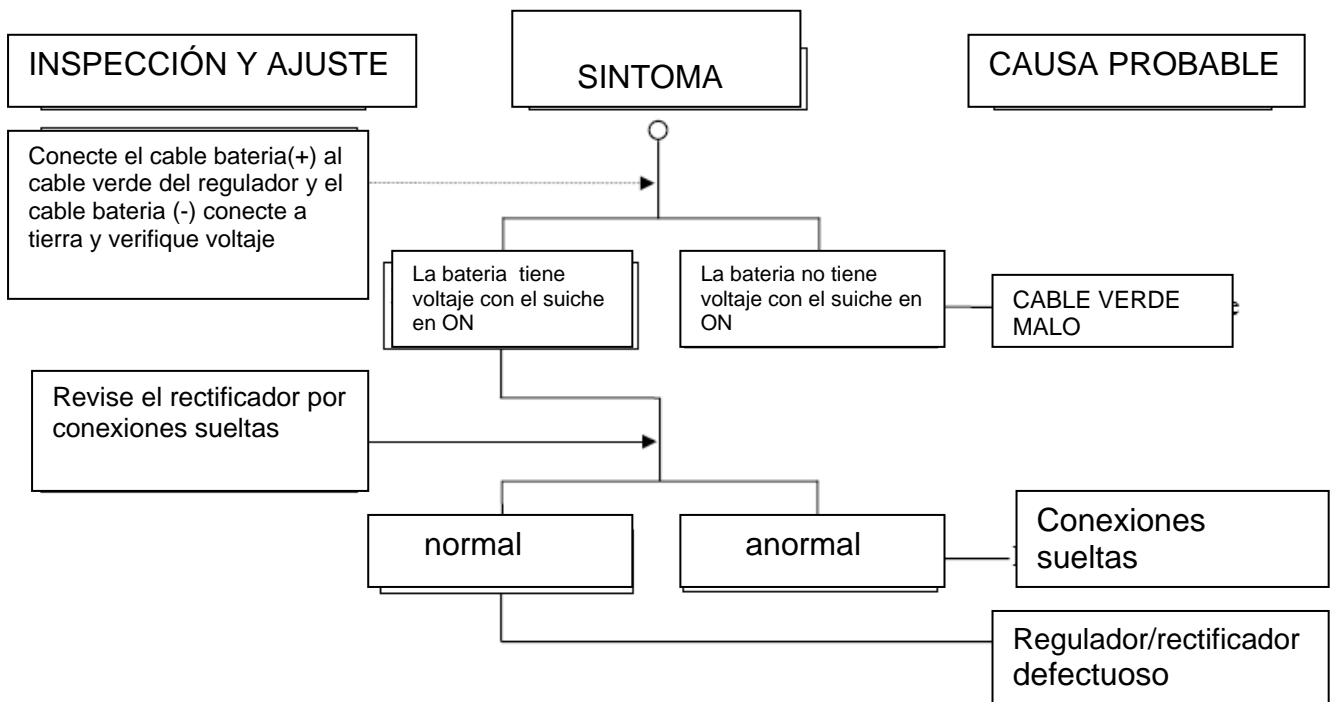 INSPECCIÓN Y AJUSTE
SINTOMA
CAUSA PROBABLE
Conecte el cable bateria(+) al
cable verde del regulador y el
cable bateria (-) conecte a
tierra y verifique voltaje
La bateria tiene
voltaje con el suiche
en ON
La bateria no tiene
voltaje con el suiche en
ON
CABLE VERDE
MALO
Revise el rectificador por
conexiones sueltas
normal
anormal
Conexiones
sueltas
Regulador/rectificador
defectuoso